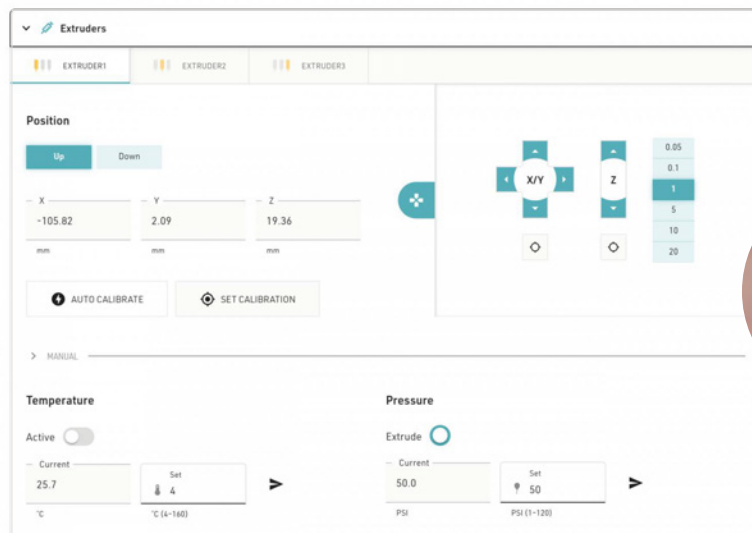 Extruders
EXTRUDER1 EXTRUDER2 EXTRUDER3
Position
Up Down
X Y Z
-105.82 2.09 19.36
mm mm mm
AUTO CALIBRATE SET CALIBRATION
X/Y Z
0.05
0.1
1
5
10
20
MANUAL
Temperature Pressure
Active Extrude
Current Set Current Set
25.7 4 50.0 50
°C °C (4-160) PSI PSI (1-120)